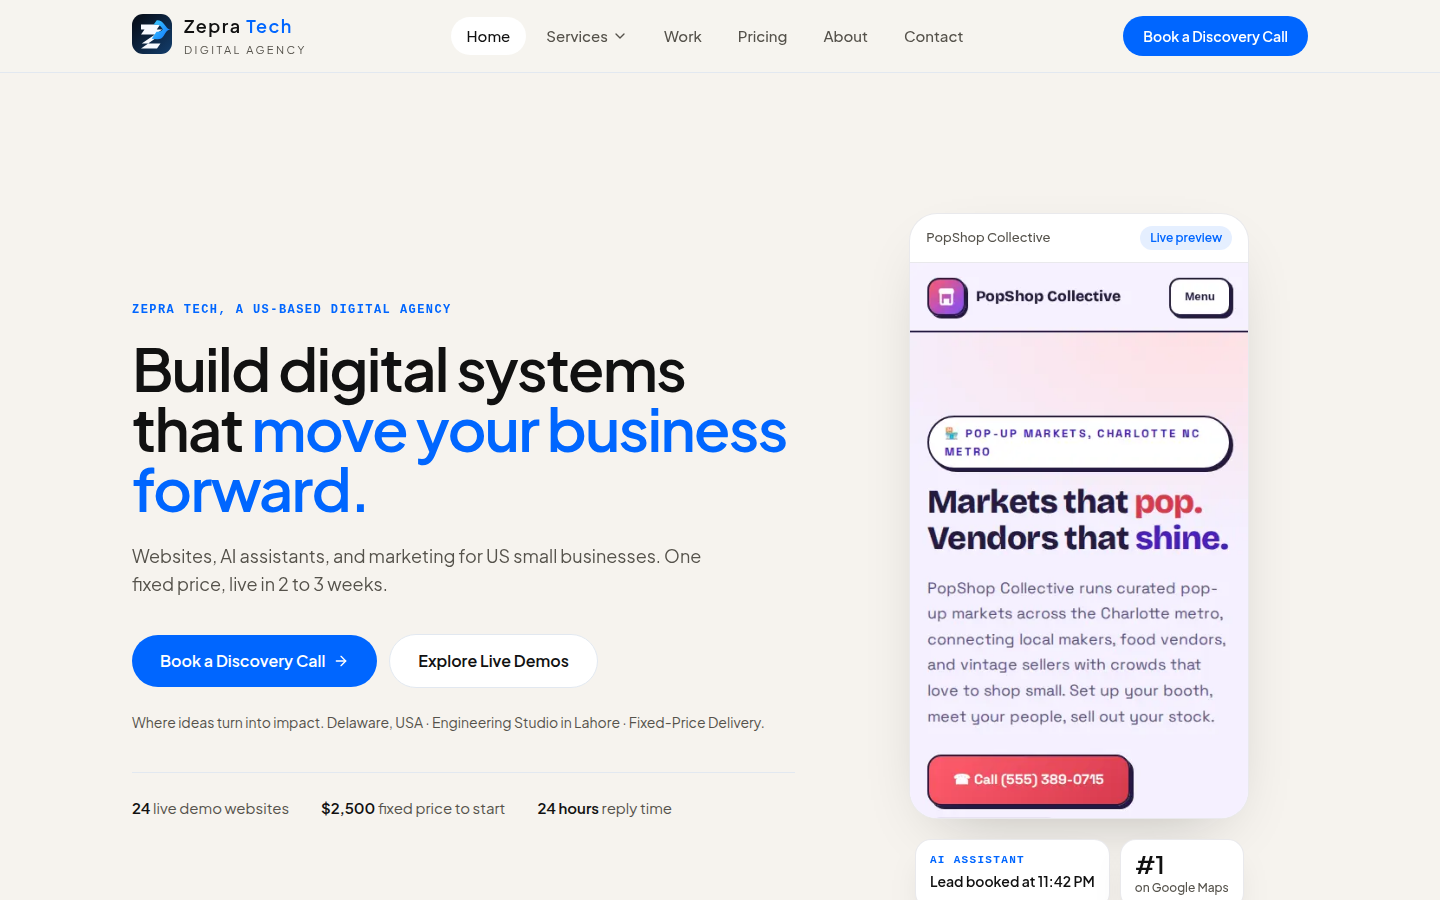 Zepra Tech
DIGITAL AGENCY
Home
Services
Work
Pricing
About
Contact
Book a Discovery Call
ZEPRA TECH, A US-BASED DIGITAL AGENCY
Build digital systems
that move your business
forward.
Websites, AI assistants, and marketing for US small businesses. One
fixed price, live in 2 to 3 weeks.
Book a Discovery Call →
Explore Live Demos
Where ideas turn into impact. Delaware, USA · Engineering Studio in Lahore · Fixed-Price Delivery.
24 live demo websites
$2,500 fixed price to start
24 hours reply time
PopShop Collective
Live preview
PopShop Collective
Menu
🏪 POP-UP MARKETS, CHARLOTTE NC
METRO
Markets that pop.
Vendors that shine.
PopShop Collective runs curated pop-
up markets across the Charlotte metro,
connecting local makers, food vendors,
and vintage sellers with crowds that
love to shop small. Set up your booth,
meet your people, sell out your stock.
☎ Call (555) 389-0715
AI ASSISTANT
Lead booked at 11:42 PM
#1
on Google Maps